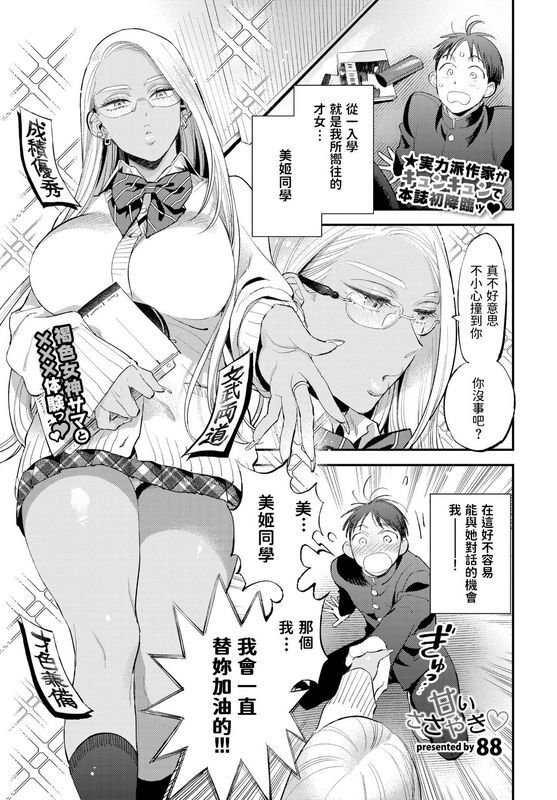 從一入學
就是我所嚮往的
才女…
美姬同學
★実力派作家が
キュンキュンで
本誌初降臨ッ♥
成積優秀
真不好意思
不小心撞到你
你沒事吧？
褐色女神サマと
×××体験っ♥
文武両道
在這好不容易
能與她對話的機會
我——！
美…
美姬同學
那個
我…
ぎゅっ
我會一直
替妳加油的!!!
才色兼備
甘い
ささやき♡
presented by 88